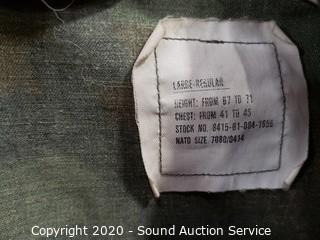 LARGE-REGULAR
HEIGHT: FROM 67 TO 71
CHEST: FROM 41 TO 45
STOCK NO. 8415-01-084-1656
NATO SIZE 7080/0414
Copyright © 2020 - Sound Auction Service